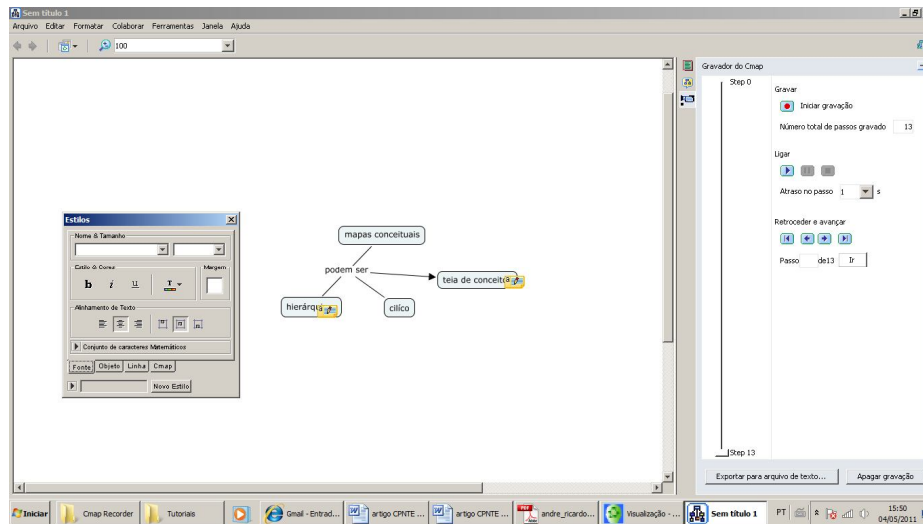 Sem título 1
Arquivo Editar Formatar Colaborar Ferramentas Janela Ajuda
100
Gravador do Cmap
Step 0
Gravar
Iniciar gravação
Número total de passos gravado 13
Ligar
Atraso no passo 1 s
Retroceder e avançar
Passo de13 Ir
Step 13
Exportar para arquivo de texto... Apagar gravação
mapas conceituais
podem ser
teia de conceito
hierárqu
cilíco
Estilos
Nome & Tamanho
Estilo & Cores Margem
b i u T
Alinhamento de Texto
Conjunto de caracteres Matemáticos
Fonte Objeto Linha Cmap
Novo Estilo
Iniciar Cmap Recorder Tutoriais Gmail - Entrad... artigo CPNTE ... artigo CPNTE ... andre_ricardo... Visualização - ... Sem título 1 PT 15:50
04/05/2011